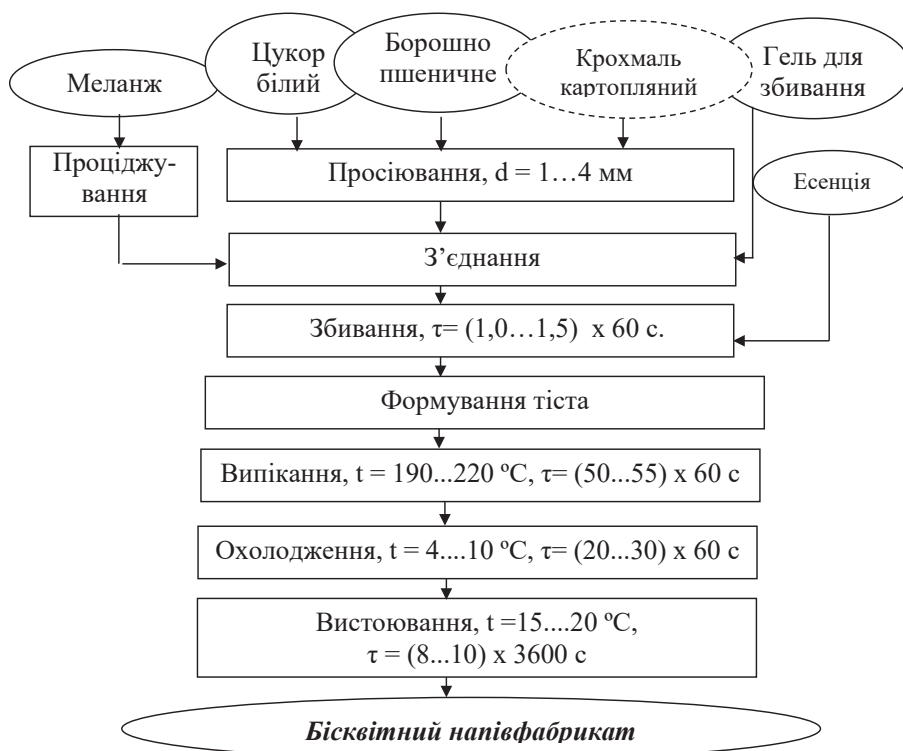 Меланж
Цукор
білий
Борошно
пшеничне
Крохмаль
картопляний
Гель для
збивання
Проціджу-
вання
Просіювання, d = 1…4 мм
Есенція
З’єднання
Збивання, τ= (1,0…1,5) x 60 с.
Формування тіста
Випікання, t = 190...220 ºС, τ= (50...55) x 60 с
Охолодження, t = 4....10 ºС, τ= (20...30) x 60 с
Вистоювання, t =15....20 ºС,
τ = (8...10) x 3600 с
Бісквітний напівфабрикат